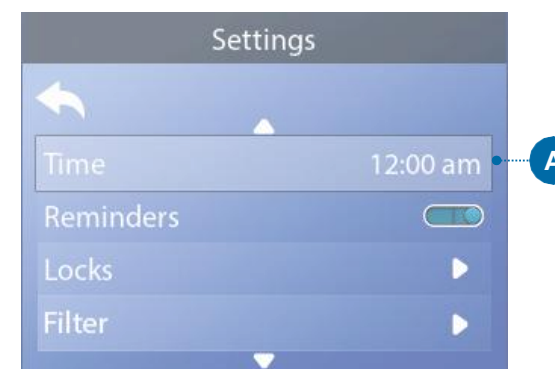 Settings
Time 12:00 am
A
Reminders
Locks
Filter